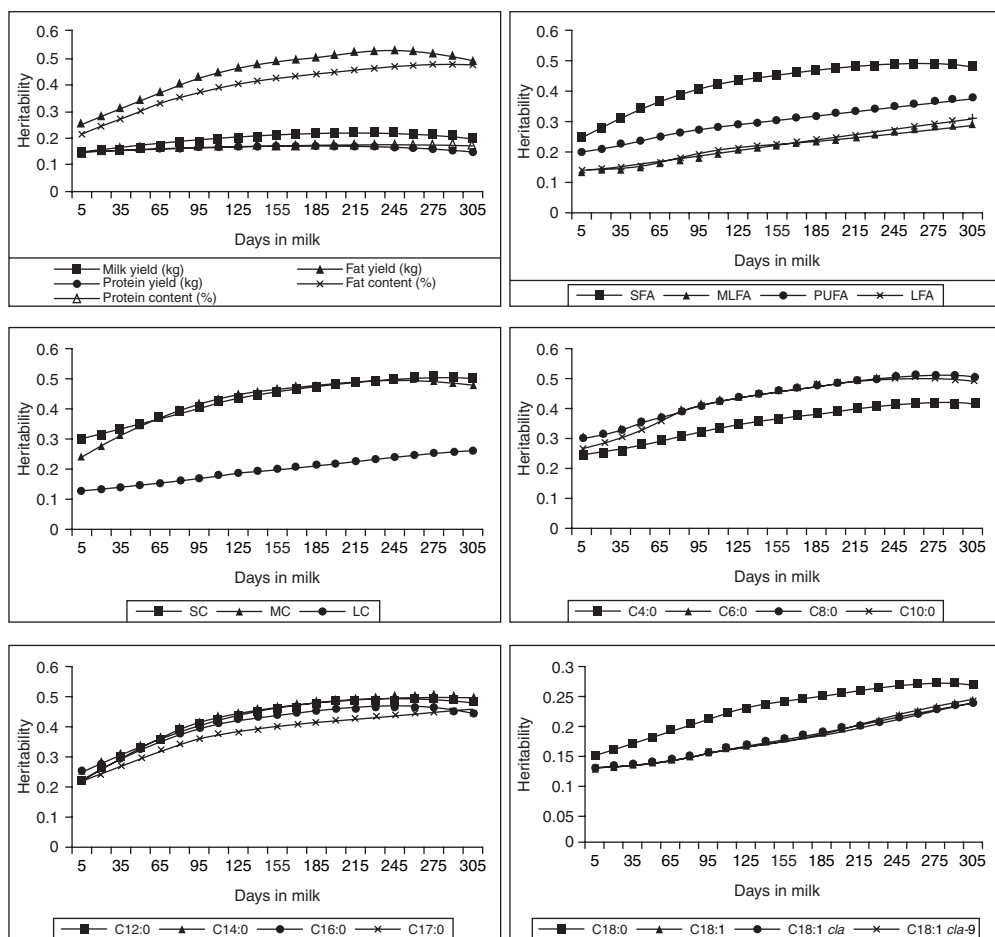 Heritability
0.6
0.5
0.4
0.3
0.2
0.1
0
5 35 65 95 125 155 185 215 245 275 305
Days in milk
Milk yield (kg) Fat yield (kg)
Protein yield (kg) Fat content (%)
Protein content (%)
Heritability
0.6
0.5
0.4
0.3
0.2
0.1
0
5 35 65 95 125 155 185 215 245 275 305
Days in milk
SFA MLFA PUFA LFA
Heritability
0.6
0.5
0.4
0.3
0.2
0.1
0
5 35 65 95 125 155 185 215 245 275 305
Days in milk
SC MC LC
Heritability
0.6
0.5
0.4
0.3
0.2
0.1
0
5 35 65 95 125 155 185 215 245 275 305
Days in milk
C4:0 C6:0 C8:0 C10:0
Heritability
0.6
0.5
0.4
0.3
0.2
0.1
0
5 35 65 95 125 155 185 215 245 275 305
Days in milk
C12:0 C14:0 C16:0 C17:0
Heritability
0.3
0.25
0.2
0.15
0.1
0.05
0
5 35 65 95 125 155 185 215 245 275 305
Days in milk
C18:0 C18:1 C18:1 cla C18:1 cla-9